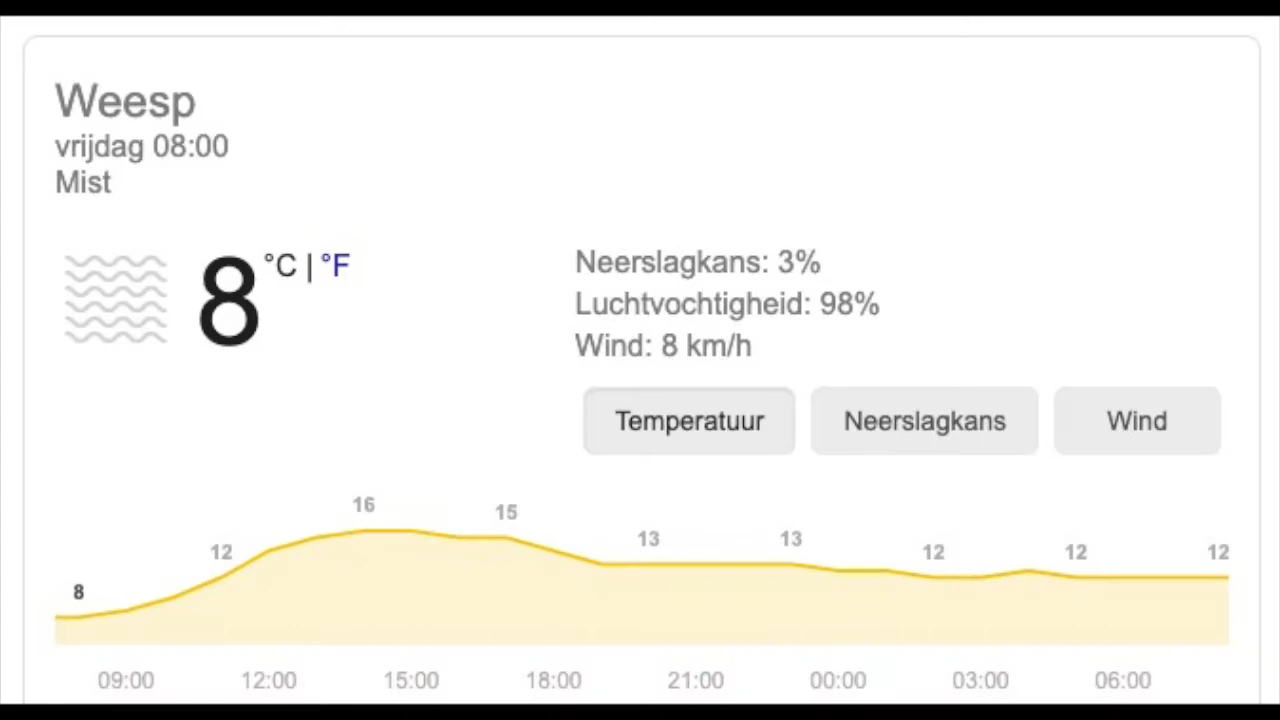 Weesp
vrijdag 08:00
Mist
8 °C | °F
Neerslagkans: 3%
Luchtvochtigheid: 98%
Wind: 8 km/h
Temperatuur Neerslagkans Wind
8 12 16 15 13 13 12 12 12
09:00 12:00 15:00 18:00 21:00 00:00 03:00 06:00